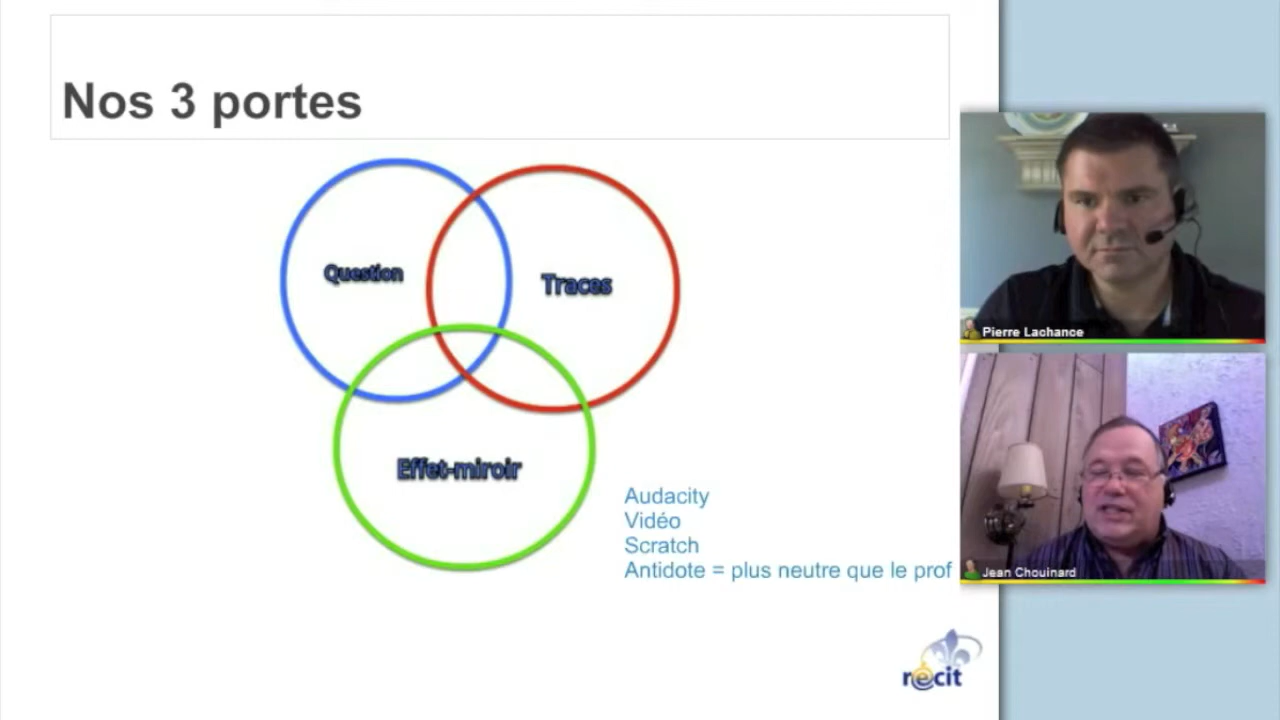 Nos 3 portes
Question
Traces
Effet-miroir
Audacity
Vidéo
Scratch
Antidote = plus neutre que le prof
Pierre Lachance
Jean Chouinard
récit